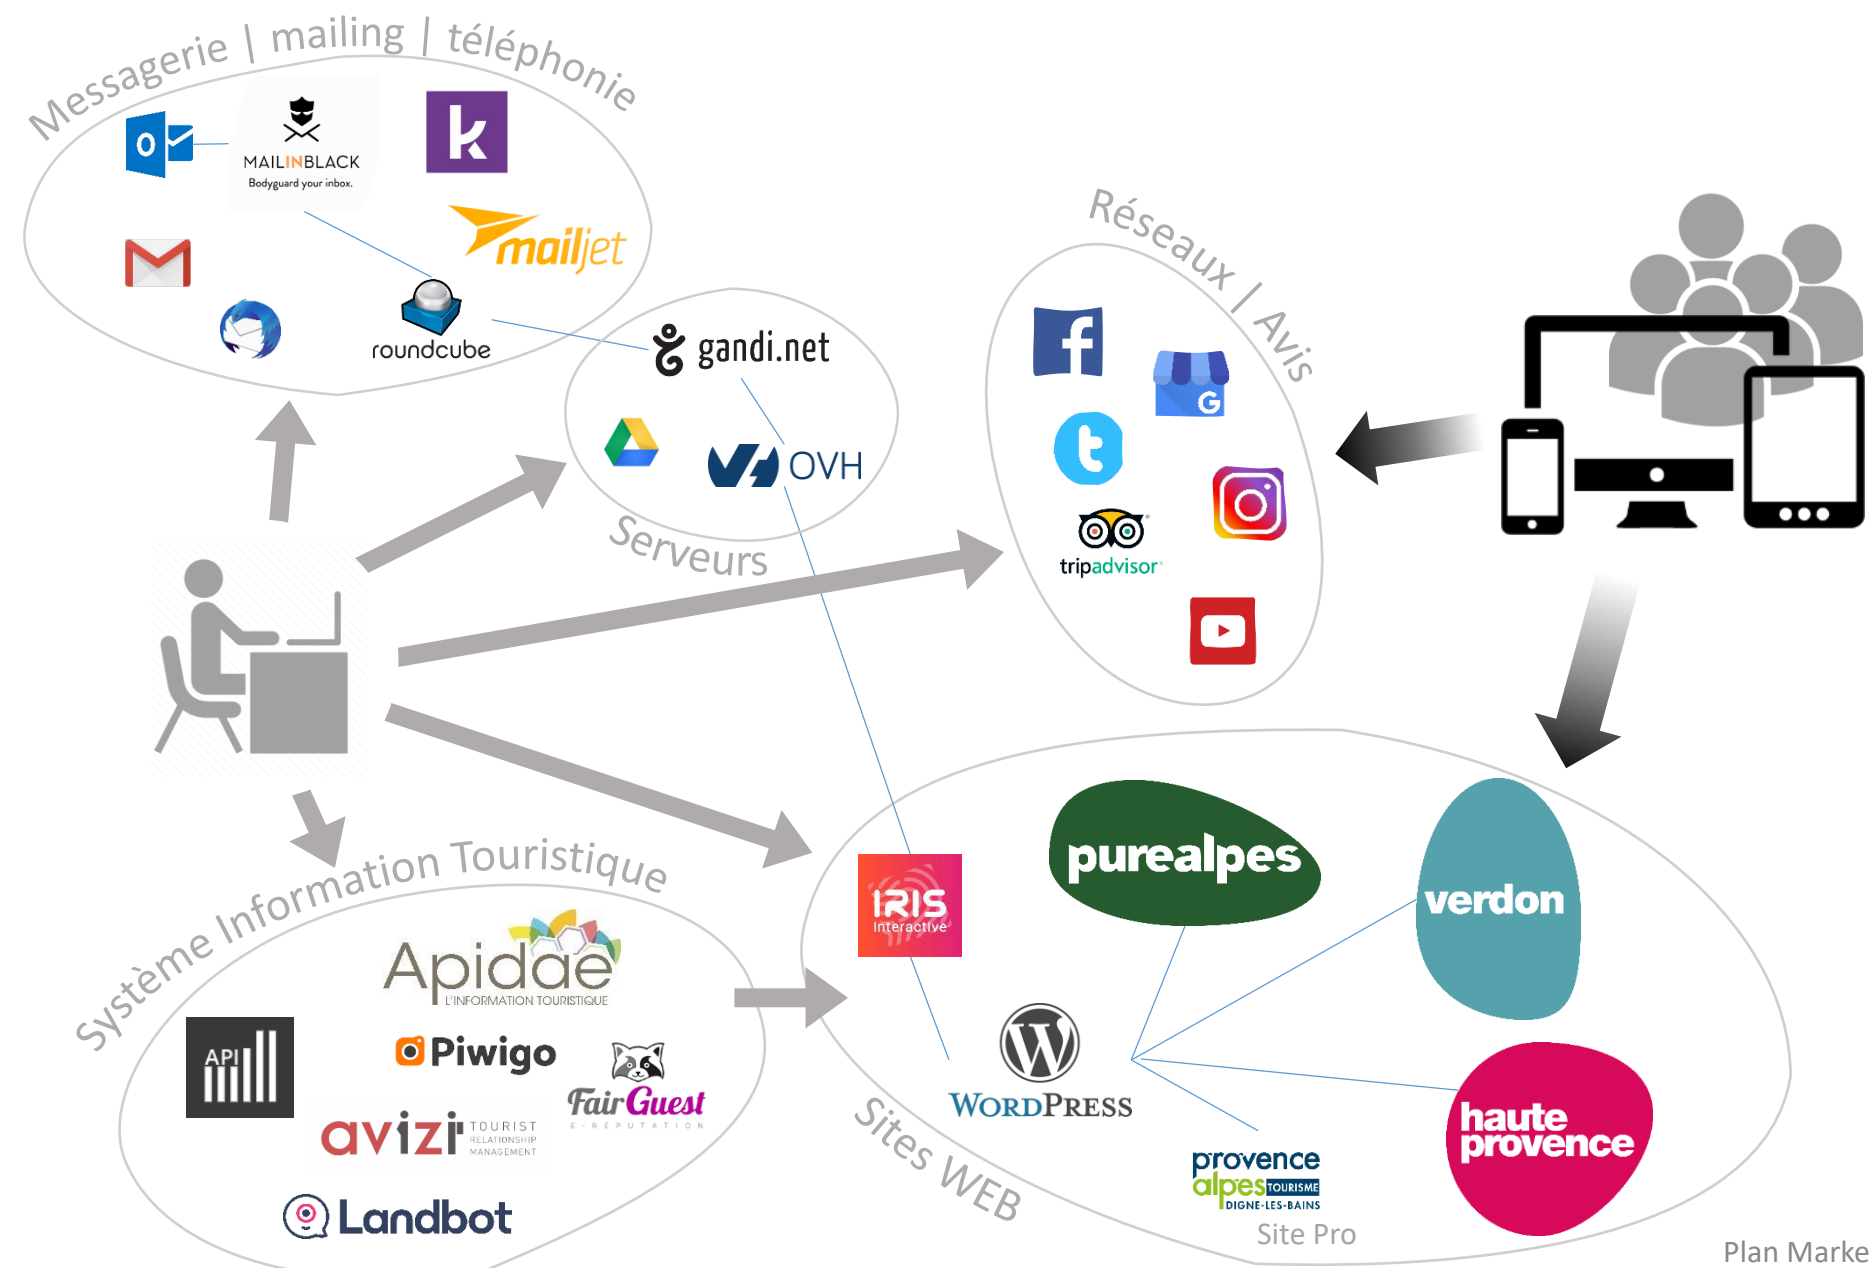 Messagerie | mailing | téléphonie
MAILINBLACK
Bodyguard your inbox.
k
mailjet
roundcube
gandi.net
OVH
Serveurs
Réseaux | Avis
f
G
t
tripadvisor
Système Information Touristique
Apidae
L'INFORMATION TOURISTIQUE
API
Piwigo
FairGuest
E-REPUTATION
avizi
TOURIST
RELATIONSHIP
MANAGEMENT
Landbot
IRIS
Interactive
purealpes
verdon
WORDPRESS
haute
provence
provence
alpes TOURISME
DIGNE-LES-BAINS
Site Pro
Sites WEB
Plan Marke